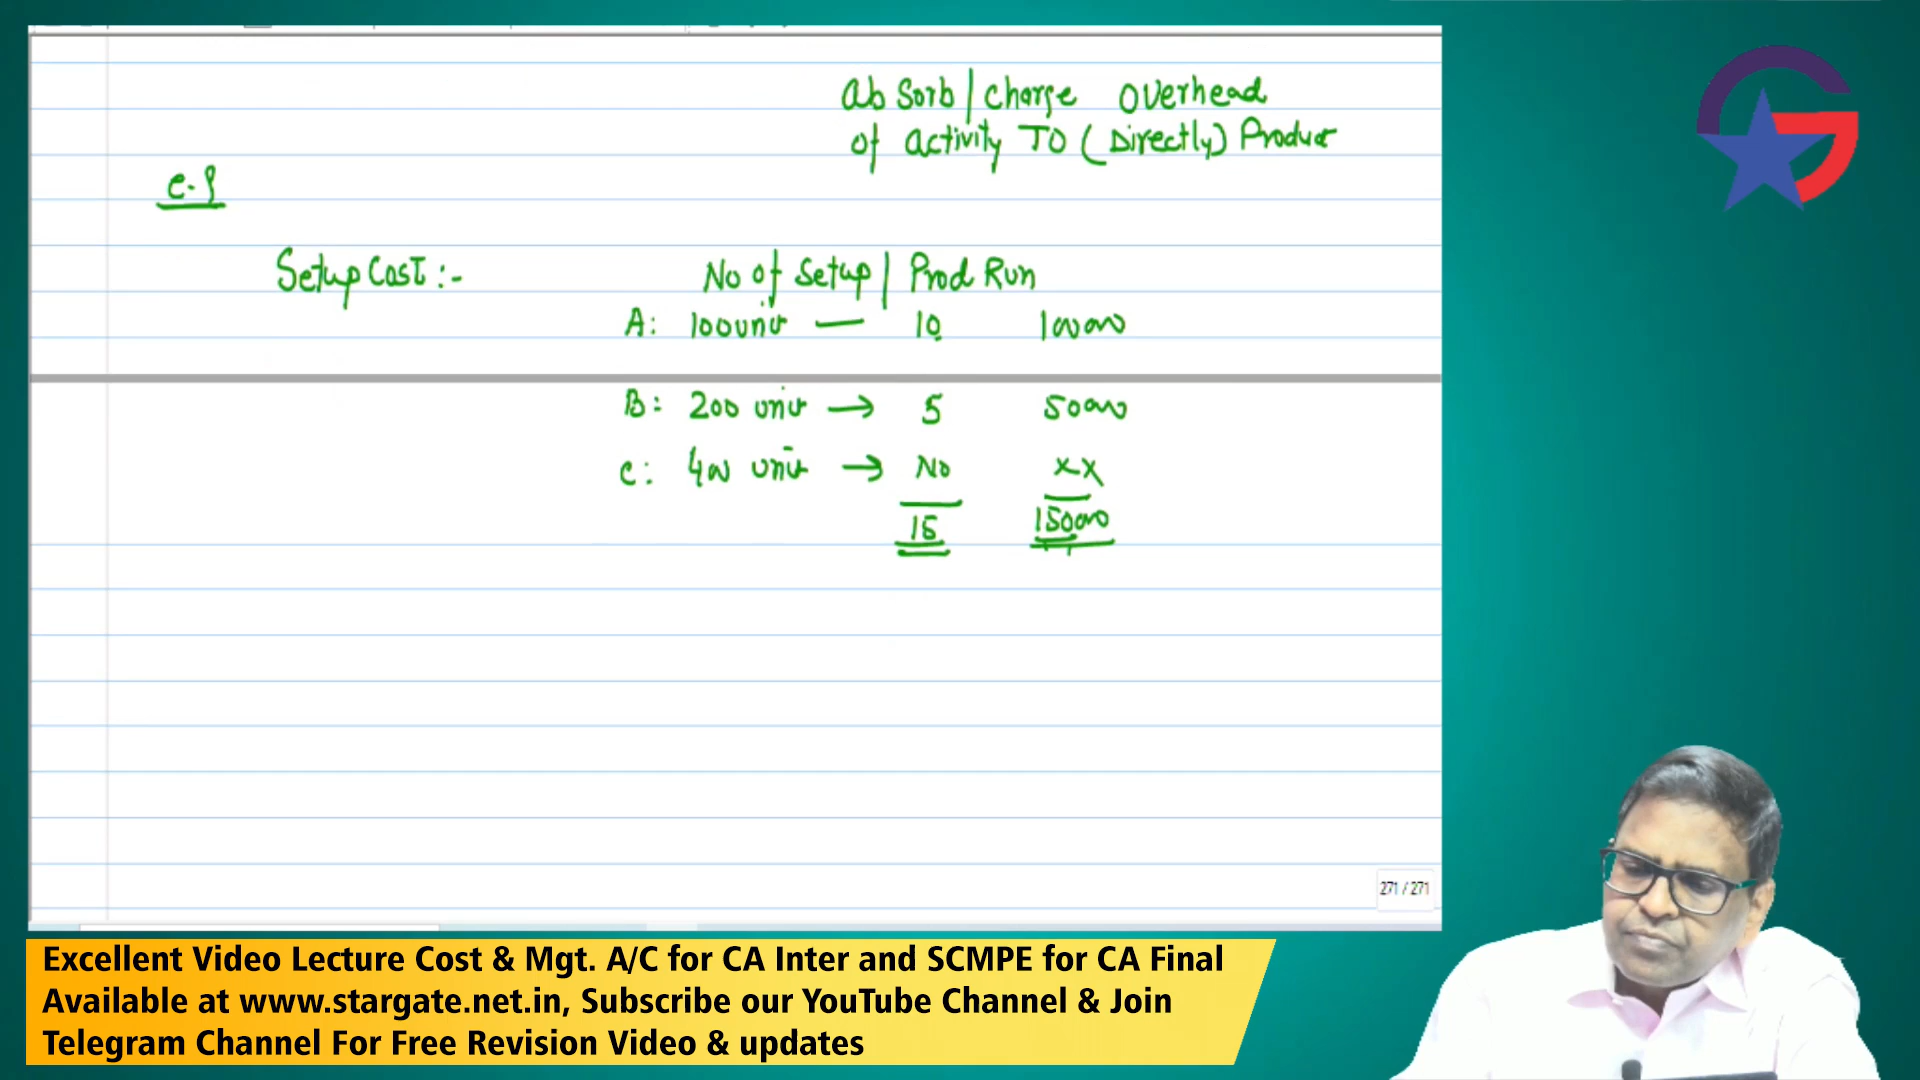 Absorb / Charge Overhead
of activity TO (Directly) Product
e.g
Setup Cost :-
No of Setup / Prod Run
A: 100 unit — 10 10000
B: 200 unit → 5 5000
C: 400 unit → No xx
15 15000
271 / 271
Excellent Video Lecture Cost & Mgt. A/C for CA Inter and SCMPE for CA Final
Available at www.stargate.net.in, Subscribe our YouTube Channel & Join
Telegram Channel For Free Revision Video & updates